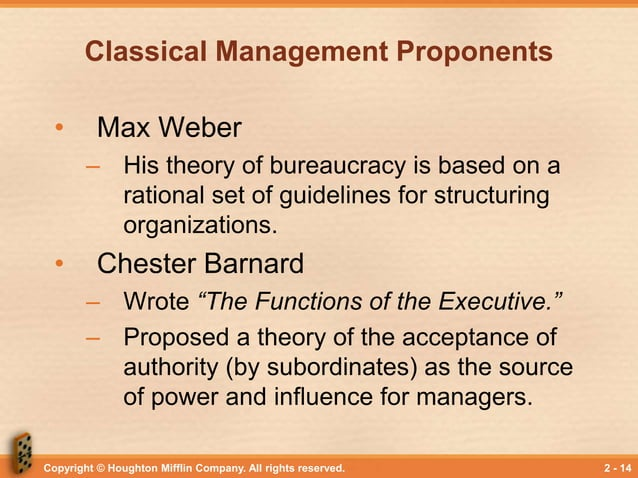 Classical Management Proponents
• Max Weber
– His theory of bureaucracy is based on a
rational set of guidelines for structuring
organizations.
• Chester Barnard
– Wrote “The Functions of the Executive.”
– Proposed a theory of the acceptance of
authority (by subordinates) as the source
of power and influence for managers.
Copyright © Houghton Mifflin Company. All rights reserved. 2 - 14